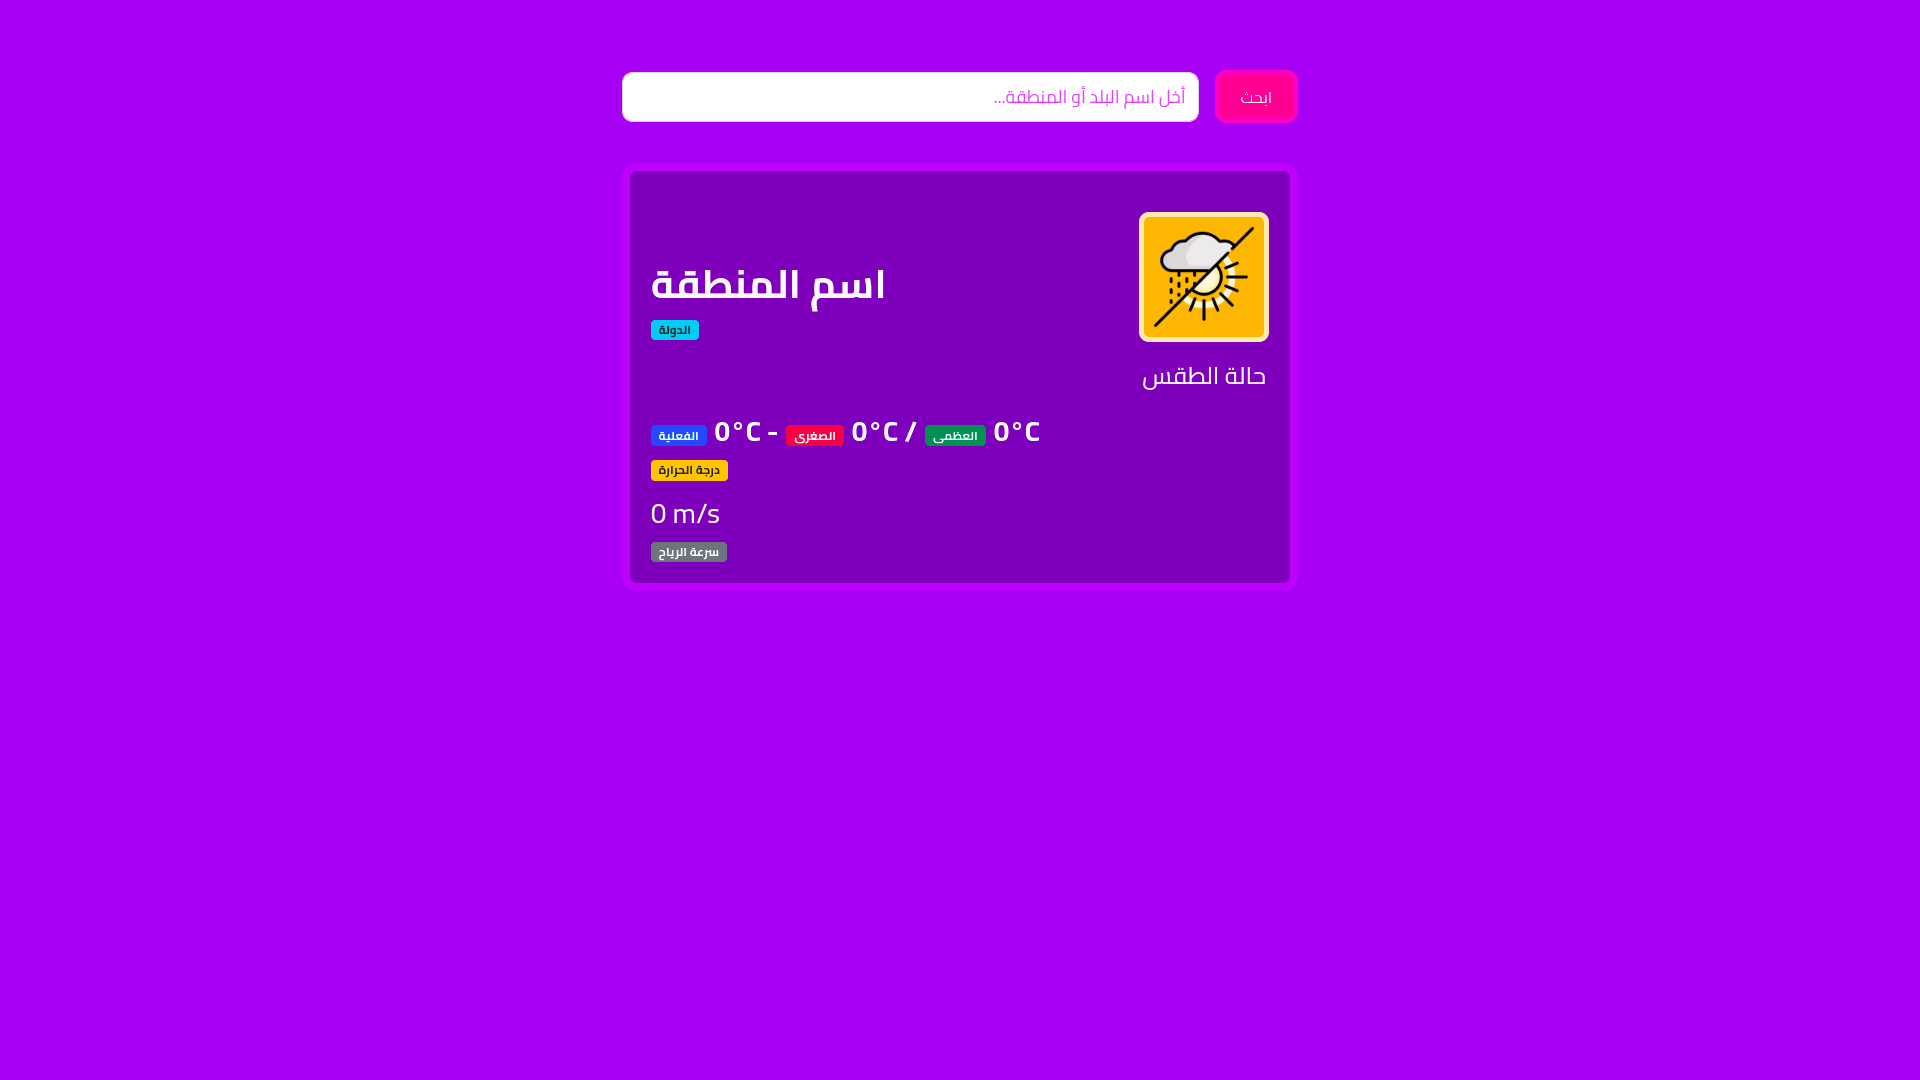 ابحث
أخل اسم البلد أو المنطقة...
اسم المنطقة
الدولة
حالة الطقس
الفعلية 0°C - الصغرى 0°C / العظمى 0°C
درجة الحرارة
0 m/s
سرعة الرياح